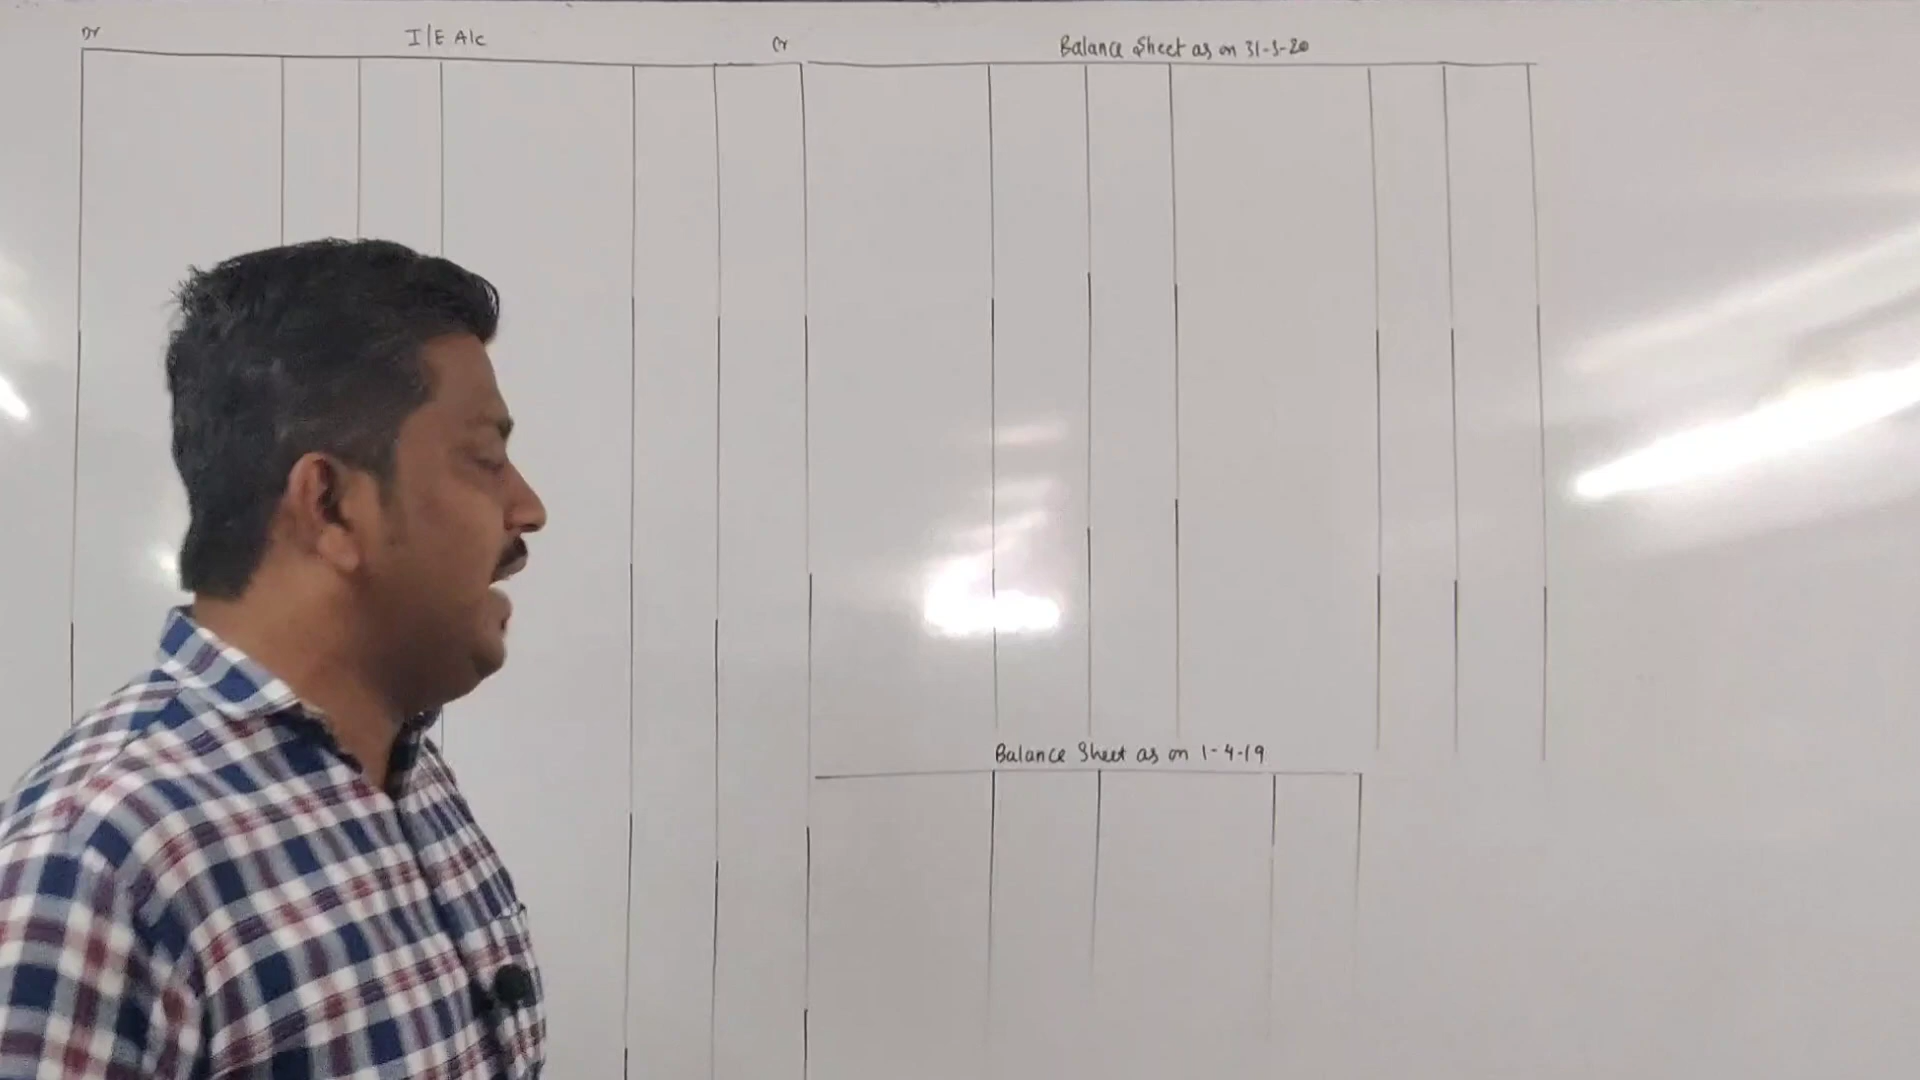 Dr I/E A/c Cr
Balance Sheet as on 31-3-20
Balance Sheet as on 1-4-19